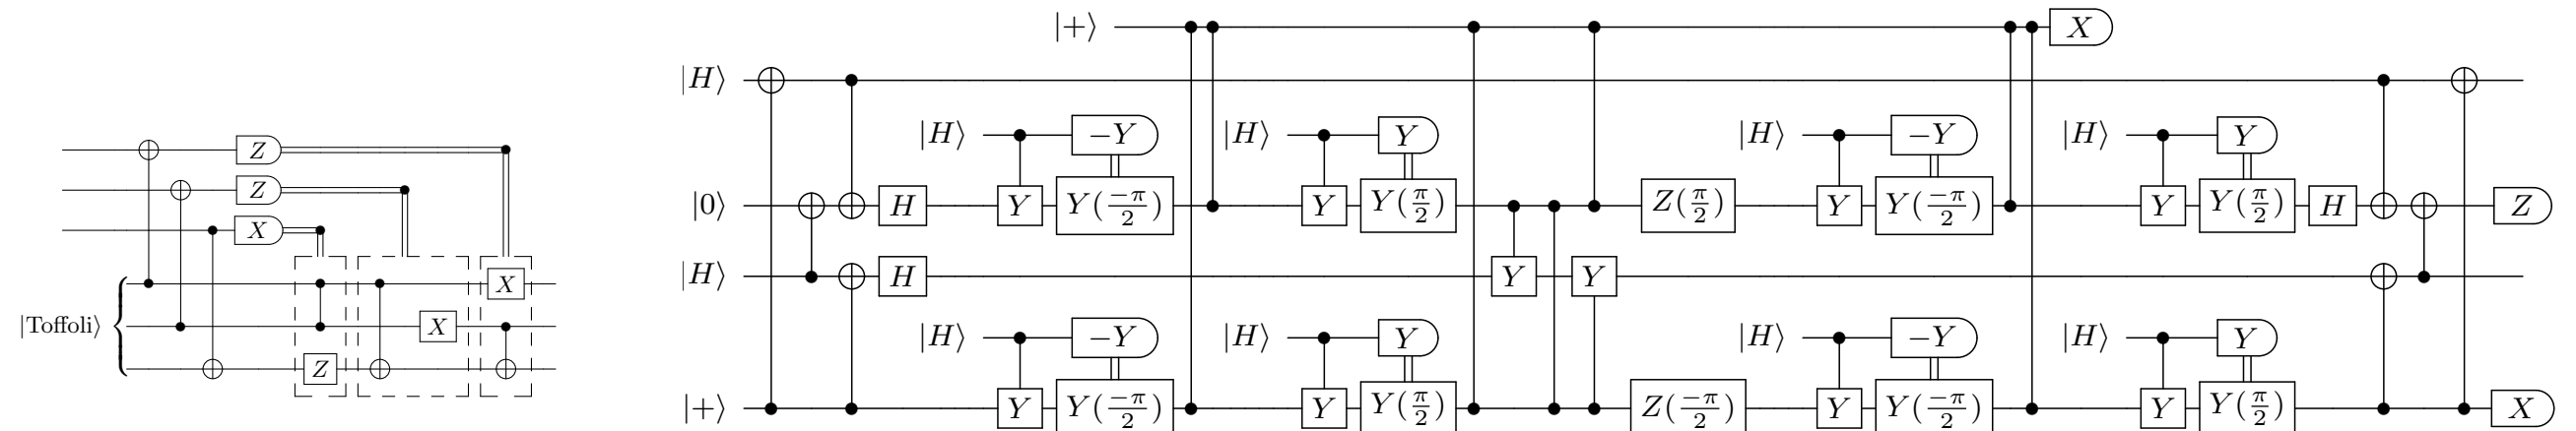 |+⟩ X
|H⟩
|H⟩ −Y |H⟩ Y |H⟩ −Y |H⟩ Y
Z
Z
X
|0⟩ H Y Y(−π/2) Y Y(π/2) Z(π/2) Y Y(−π/2) Y Y(π/2) H Z
|H⟩ H Y Y
X
|Toffoli⟩ X
Z
|H⟩ −Y |H⟩ Y |H⟩ −Y |H⟩ Y
|+⟩ Y Y(−π/2) Y Y(π/2) Z(−π/2) Y Y(−π/2) Y Y(π/2) X